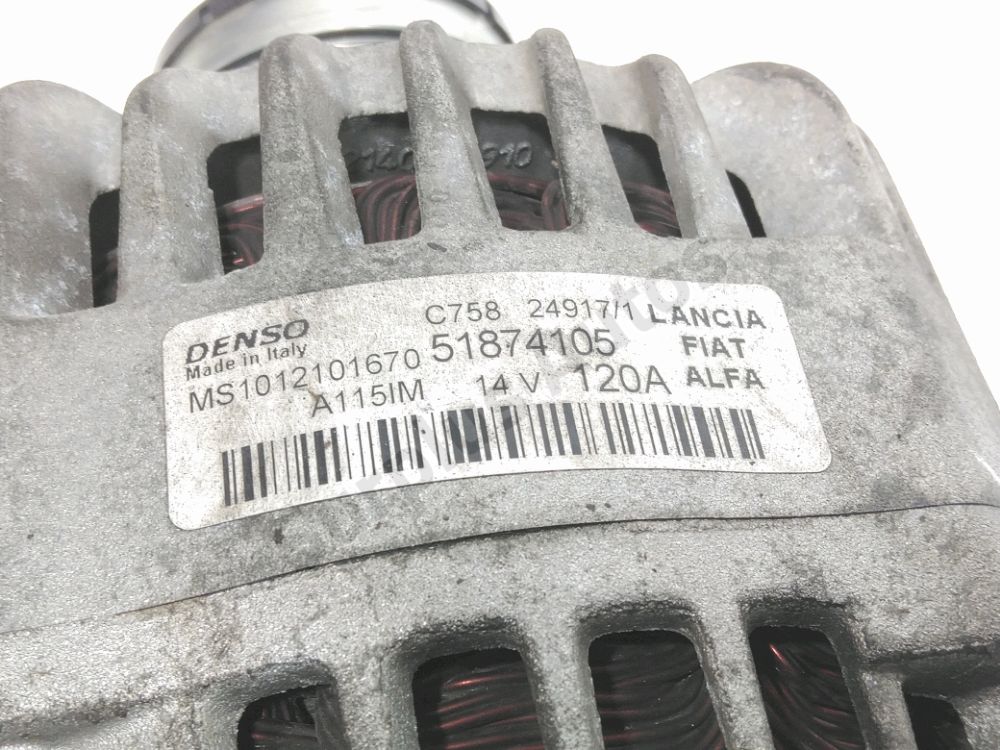 DENSO C758 24917/1 LANCIA
Made in Italy 51874105 FIAT
MS1012101670 ALFA
A115IM 14 V 120A